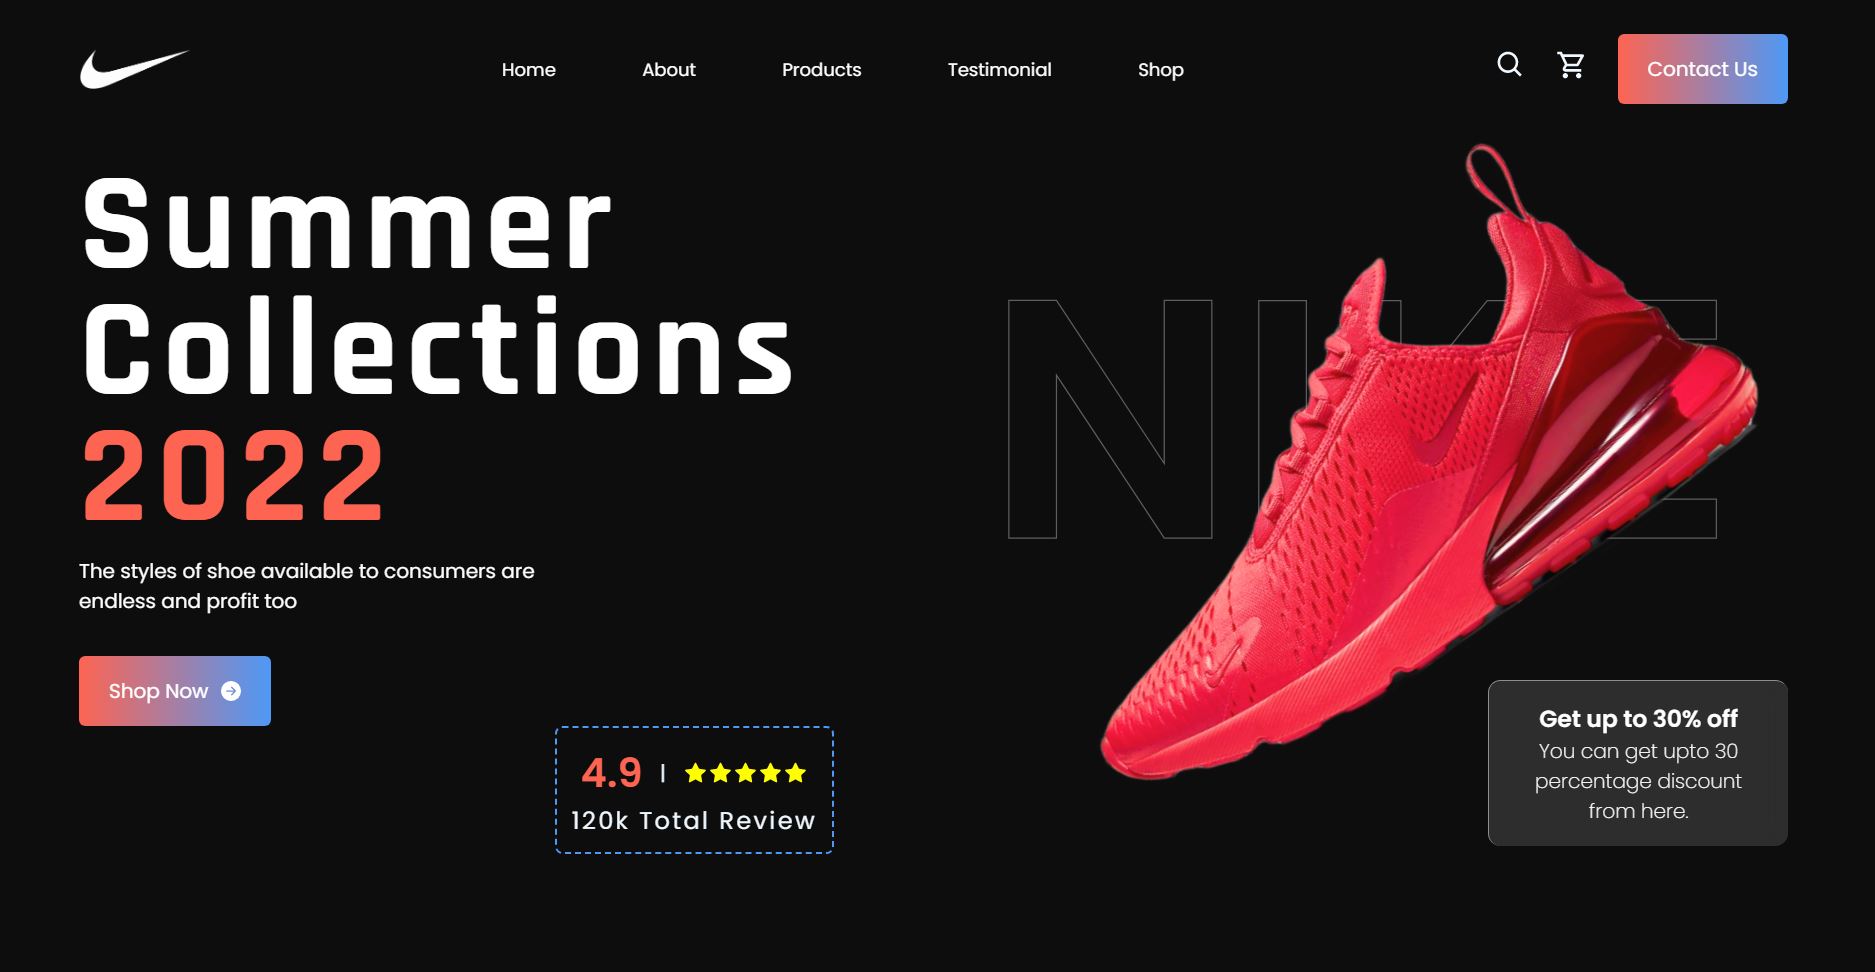 Home About Products Testimonial Shop Contact Us
Summer
Collections
2022
The styles of shoe available to consumers are
endless and profit too
Shop Now
NIKE
4.9 |
120k Total Review
Get up to 30% off
You can get upto 30
percentage discount
from here.